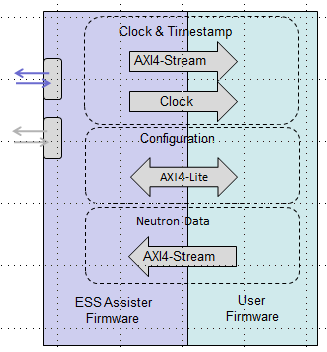 Clock & Timestamp
AXI4-Stream
Clock
Configuration
AXI4-Lite
Neutron Data
AXI4-Stream
ESS Assister
Firmware
User
Firmware